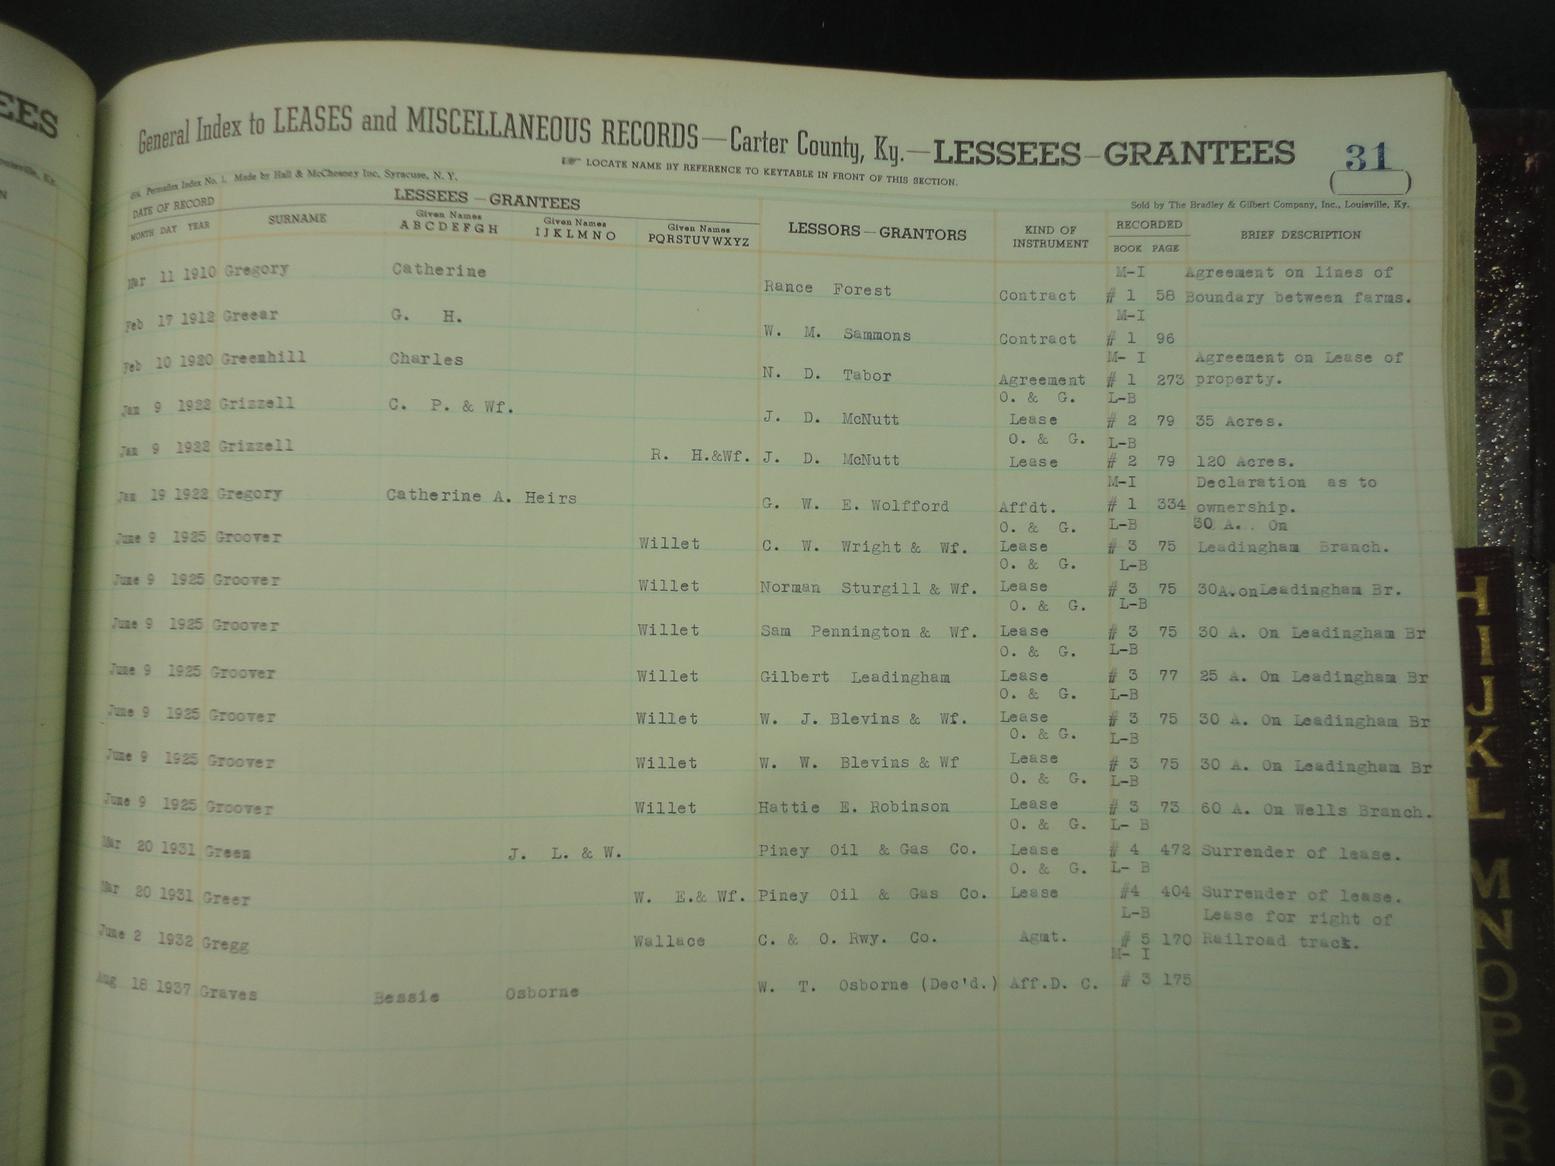 EES
General Index to LEASES and MISCELLANEOUS RECORDS—Carter County, Ky.—LESSEES-GRANTEES 31
LOCATE NAME BY REFERENCE TO KEYTABLE IN FRONT OF THIS SECTION.
Permadex Index No. 1. Made by Hall & McChesney Inc, Syracuse, N. Y.
Sold by The Bradley & Gilbert Company, Inc., Louisville, Ky.
DATE OF RECORD LESSEES-GRANTEES LESSORS-GRANTORS KIND OF INSTRUMENT RECORDED BRIEF DESCRIPTION
MONTH DAY YEAR SURNAME Given Names ABCDEFGH Given Names IJKLMNO Given Names PQRSTUVWXYZ BOOK PAGE
M-I Agreement on lines of
Mar 11 1910 Gregory Catherine Rance Forest Contract # 1 58 Boundary between farms.
M-I
Feb 17 1912 Greear G. H. W. M. Sammons Contract # 1 96
M- I Agreement on Lease of
Feb 10 1920 Greenhill Charles N. D. Tabor Agreement # 1 273 property.
O. & G. L-B
Jan 9 1922 Grizzell C. P. & Wf. J. D. McNutt Lease # 2 79 35 Acres.
O. & G. L-B
Jan 9 1922 Grizzell R. H.&Wf. J. D. McNutt Lease # 2 79 120 Acres.
M-I Declaration as to
Jan 19 1922 Gregory Catherine A. Heirs G. W. E. Wolfford Affdt. # 1 334 ownership.
O. & G. L-B 30 A.. On
June 9 1925 Groover Willet C. W. Wright & Wf. Lease # 3 75 Leadingham Branch.
O. & G. L-B
June 9 1925 Groover Willet Norman Sturgill & Wf. Lease # 3 75 30A.onLeadingham Br.
O. & G. L-B
June 9 1925 Groover Willet Sam Pennington & Wf. Lease # 3 75 30 A. On Leadingham Br
O. & G. L-B
June 9 1925 Groover Willet Gilbert Leadingham Lease # 3 77 25 A. On Leadingham Br
O. & G. L-B
June 9 1925 Groover Willet W. J. Blevins & Wf. Lease # 3 75 30 A. On Leadingham Br
O. & G. L-B
June 9 1925 Groover Willet W. W. Blevins & Wf Lease # 3 75 30 A. On Leadingham Br
O. & G. L-B
June 9 1925 Groover Willet Hattie E. Robinson Lease # 3 73 60 A. On Wells Branch.
O. & G. L- B
Mar 20 1931 Green J. L. & W. Piney Oil & Gas Co. Lease # 4 472 Surrender of lease.
O. & G. L- B
Mar 20 1931 Greer W. E.& Wf. Piney Oil & Gas Co. Lease #4 404 Surrender of lease.
L-B Lease for right of
June 2 1932 Gregg Wallace C. & O. Rwy. Co. Agmt. # 5 170 Railroad track.
M- I
Aug 18 1937 Graves Bessie Osborne W. T. Osborne (Dec'd.) Aff.D. C. # 3 175
H
I
J
K
L
M
N
O
P
Q
R